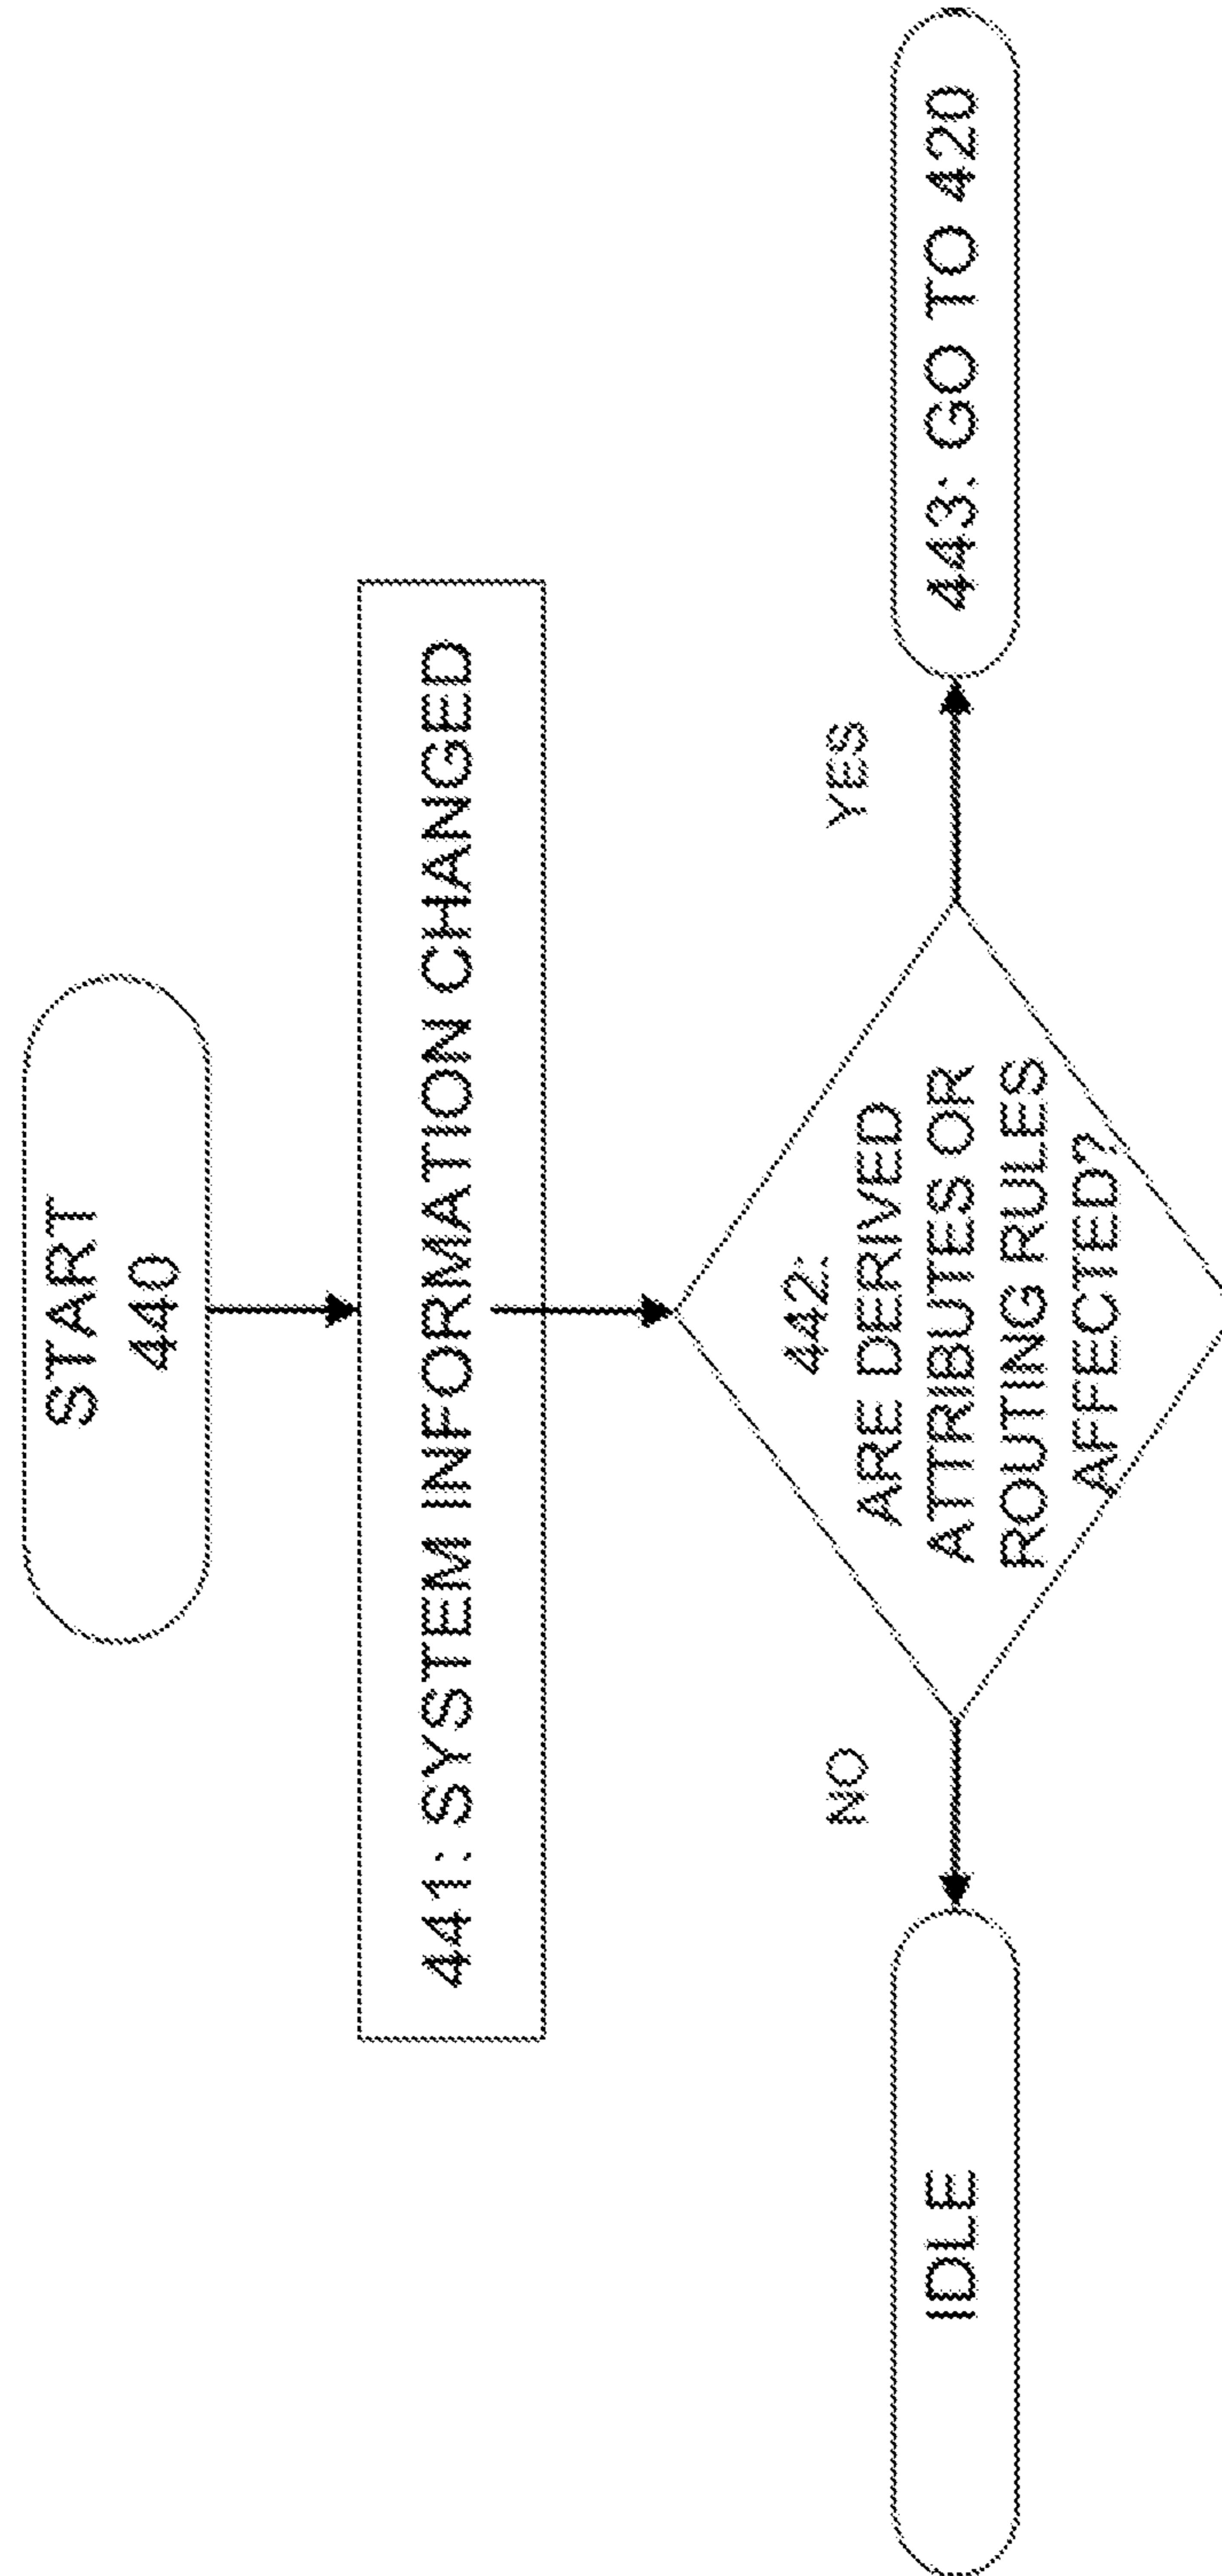 START
440
441: SYSTEM INFORMATION CHANGED
442:
ARE DERIVED
ATTRIBUTES OR
ROUTING RULES
AFFECTED?
NO
YES
IDLE
443: GO TO 420